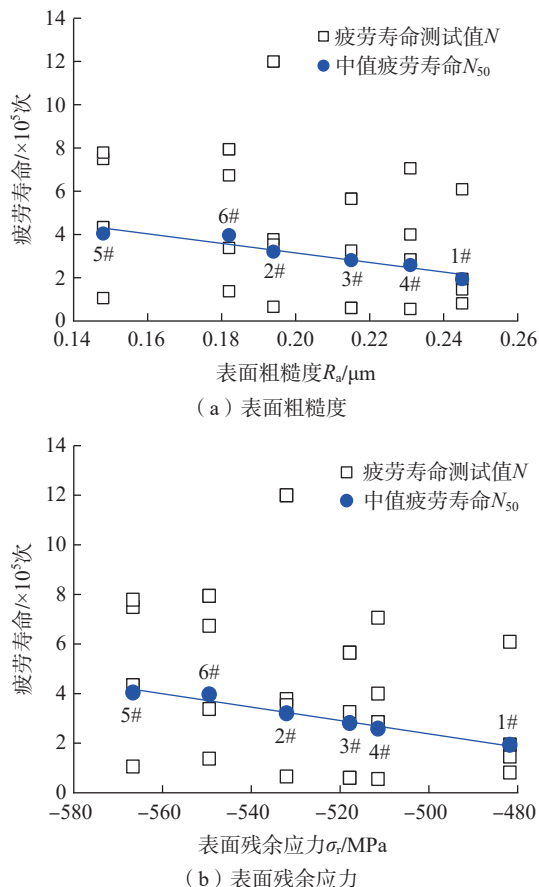 14
12
10
8
6
4
2
0
疲劳寿命/×10⁵次
疲劳寿命测试值N
中值疲劳寿命N₅₀
5#
6#
2#
3#
4#
1#
0.14 0.16 0.18 0.20 0.22 0.24 0.26
表面粗糙度Rₐ/μm
(a)表面粗糙度
14
12
10
8
6
4
2
0
疲劳寿命/×10⁵次
疲劳寿命测试值N
中值疲劳寿命N₅₀
5#
6#
2#
3#
4#
1#
−580 −560 −540 −520 −500 −480
表面残余应力σᵣ/MPa
(b)表面残余应力